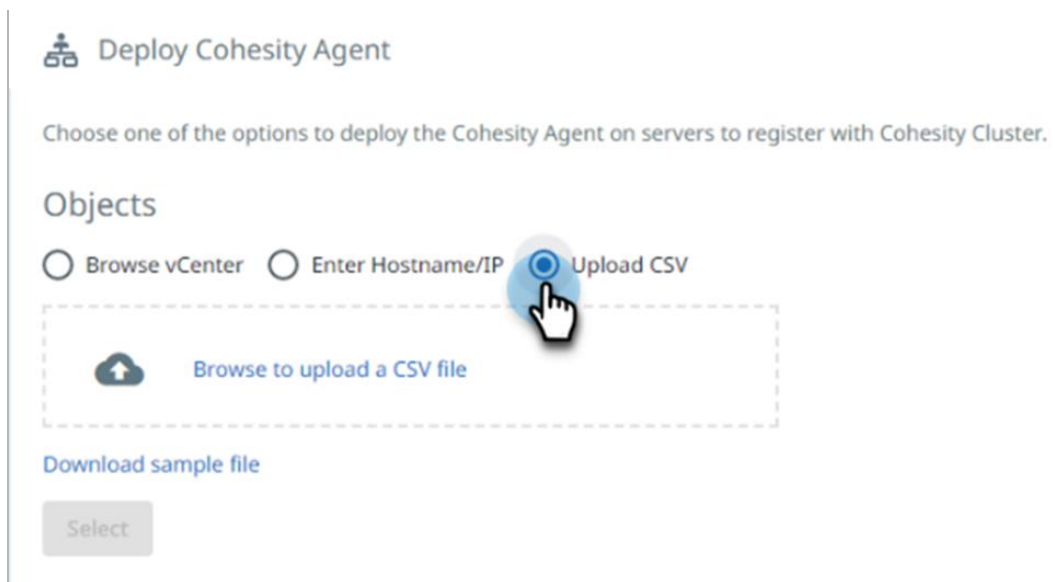 Deploy Cohesity Agent
Choose one of the options to deploy the Cohesity Agent on servers to register with Cohesity Cluster.
Objects
Browse vCenter Enter Hostname/IP Upload CSV
Browse to upload a CSV file
Download sample file
Select